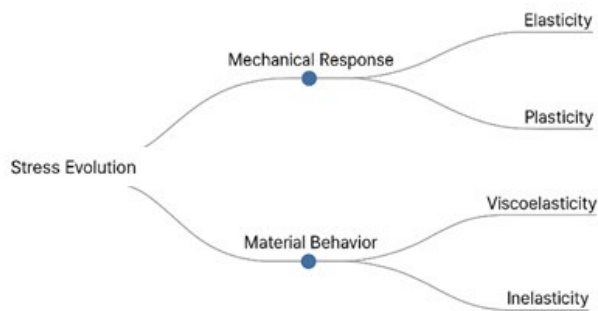 Stress Evolution
Mechanical Response
Elasticity
Plasticity
Material Behavior
Viscoelasticity
Inelasticity